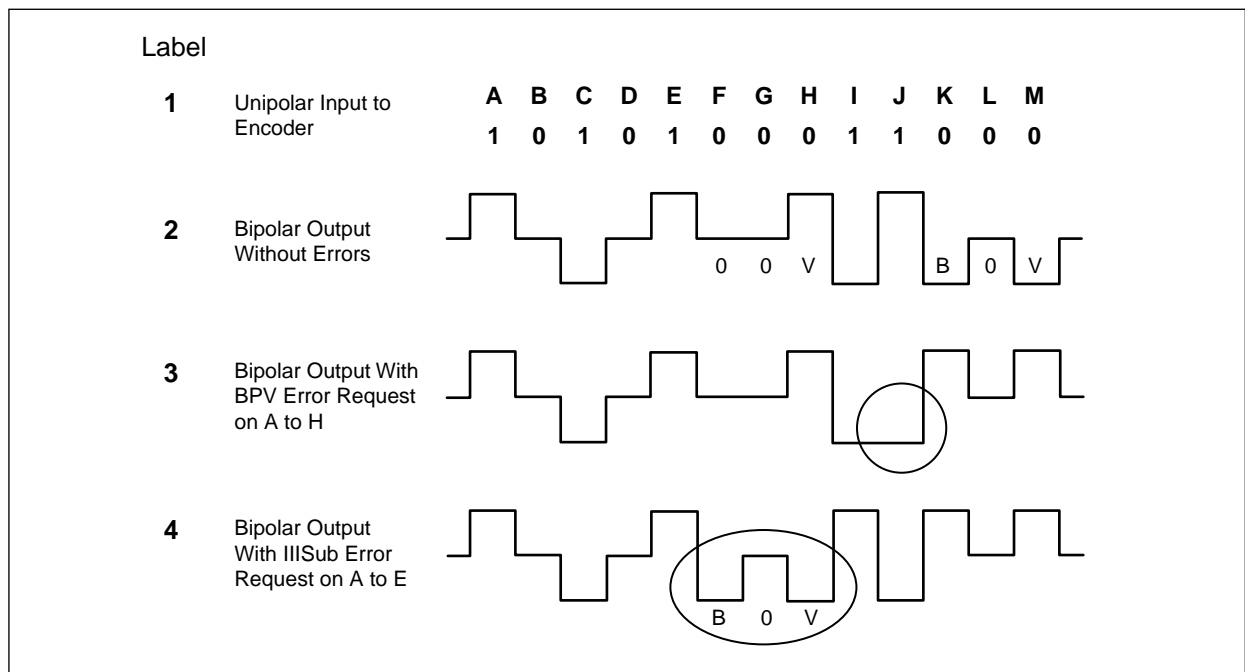 Label
1 Unipolar Input to
Encoder
A B C D E F G H I J K L M
1 0 1 0 1 0 0 0 1 1 0 0 0
2 Bipolar Output
Without Errors
0 0 V B 0 V
3 Bipolar Output With
BPV Error Request
on A to H
4 Bipolar Output
With IIISub Error
Request on A to E
B 0 V